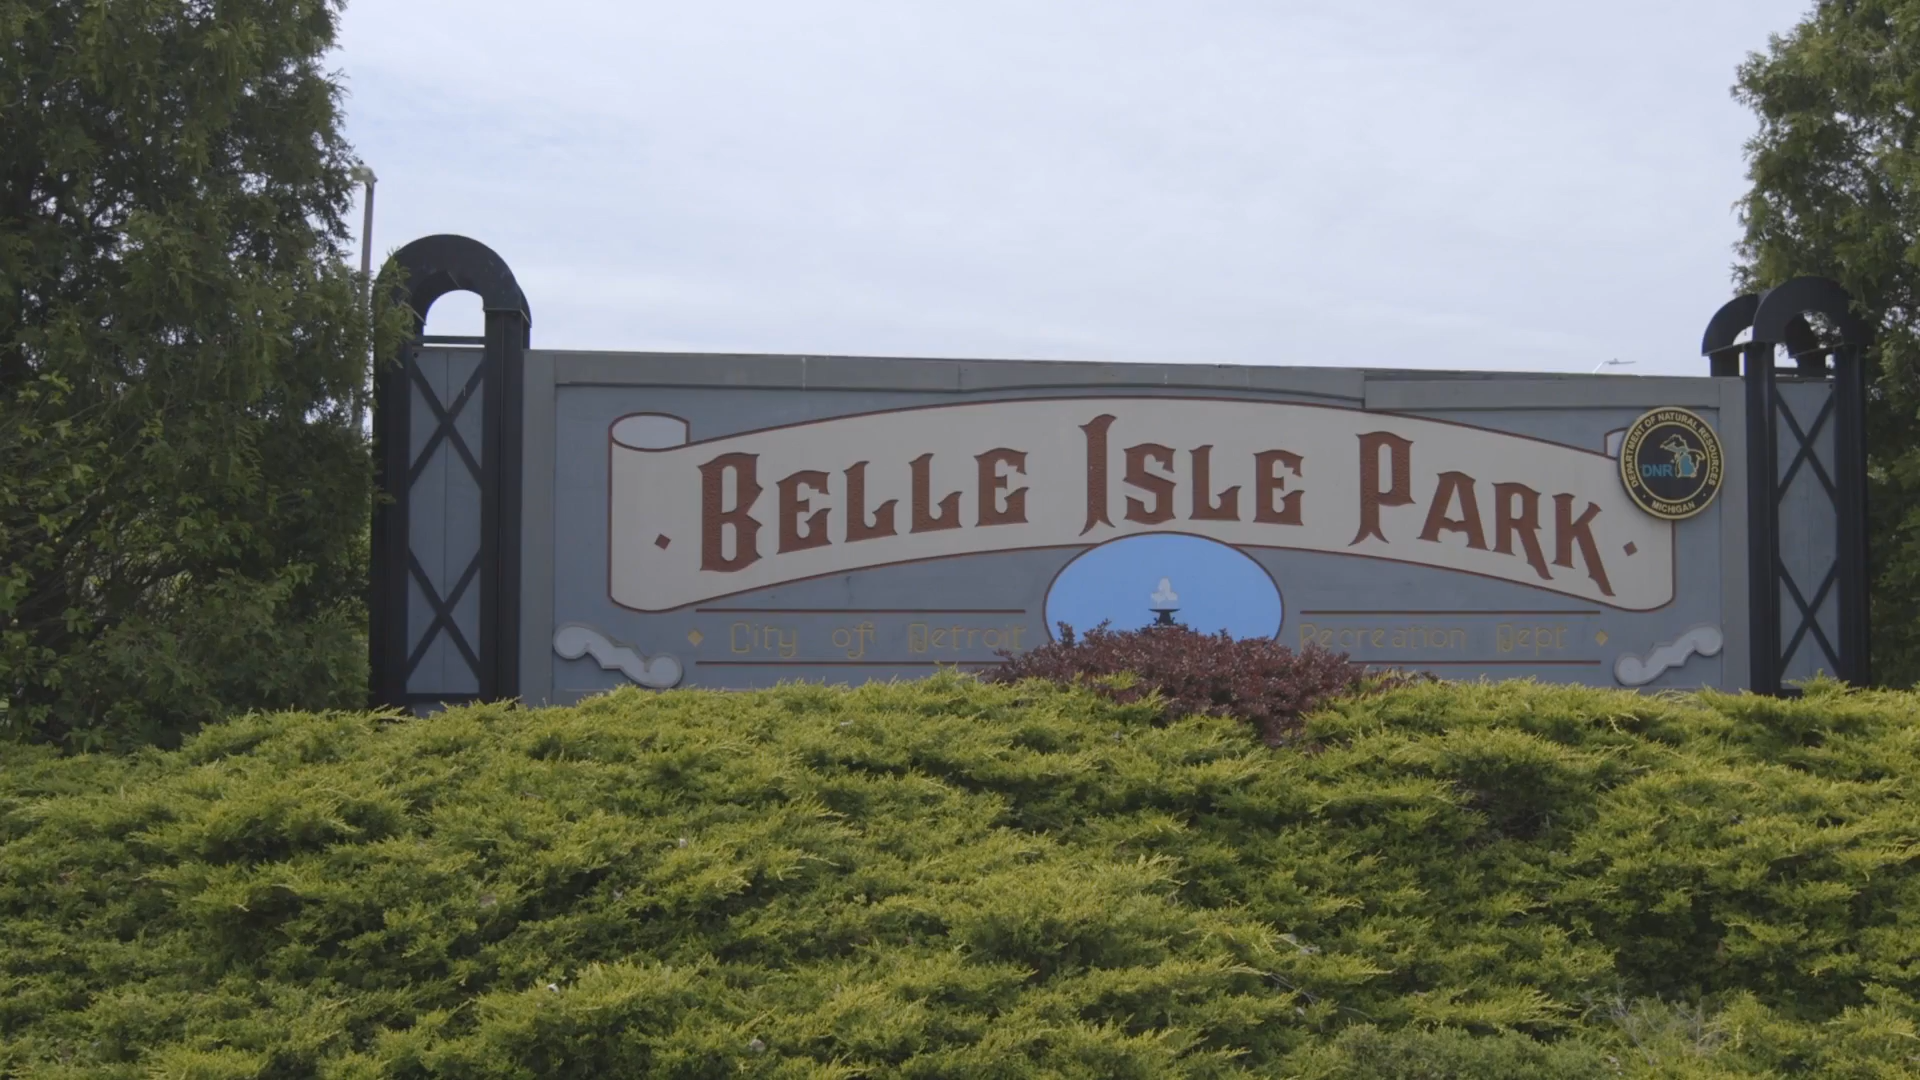 Belle Isle Park
City of Detroit Recreation Dept
DEPARTMENT OF NATURAL RESOURCES
DNR
MICHIGAN